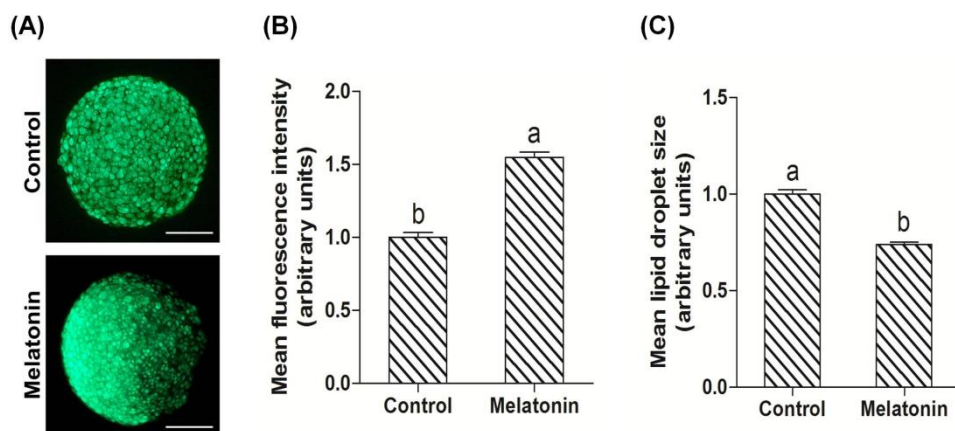 (A)
Control
Melatonin
(B)
Mean fluorescence intensity
(arbitrary units)
2.0
1.5
1.0
0.5
0.0
b
a
Control
Melatonin
(C)
Mean lipid droplet size
(arbitrary units)
1.5
1.0
0.5
0.0
a
b
Control
Melatonin